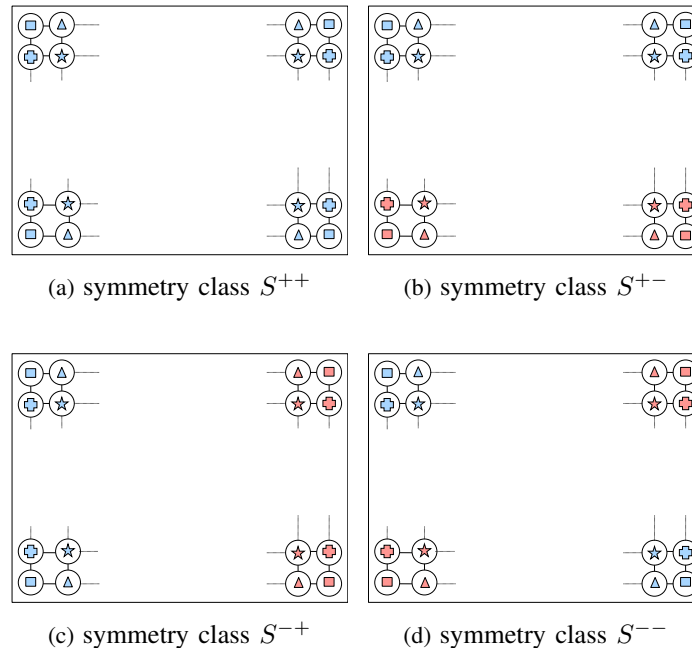 (a) symmetry class S⁺⁺
(b) symmetry class S⁺⁻
(c) symmetry class S⁻⁺
(d) symmetry class S⁻⁻